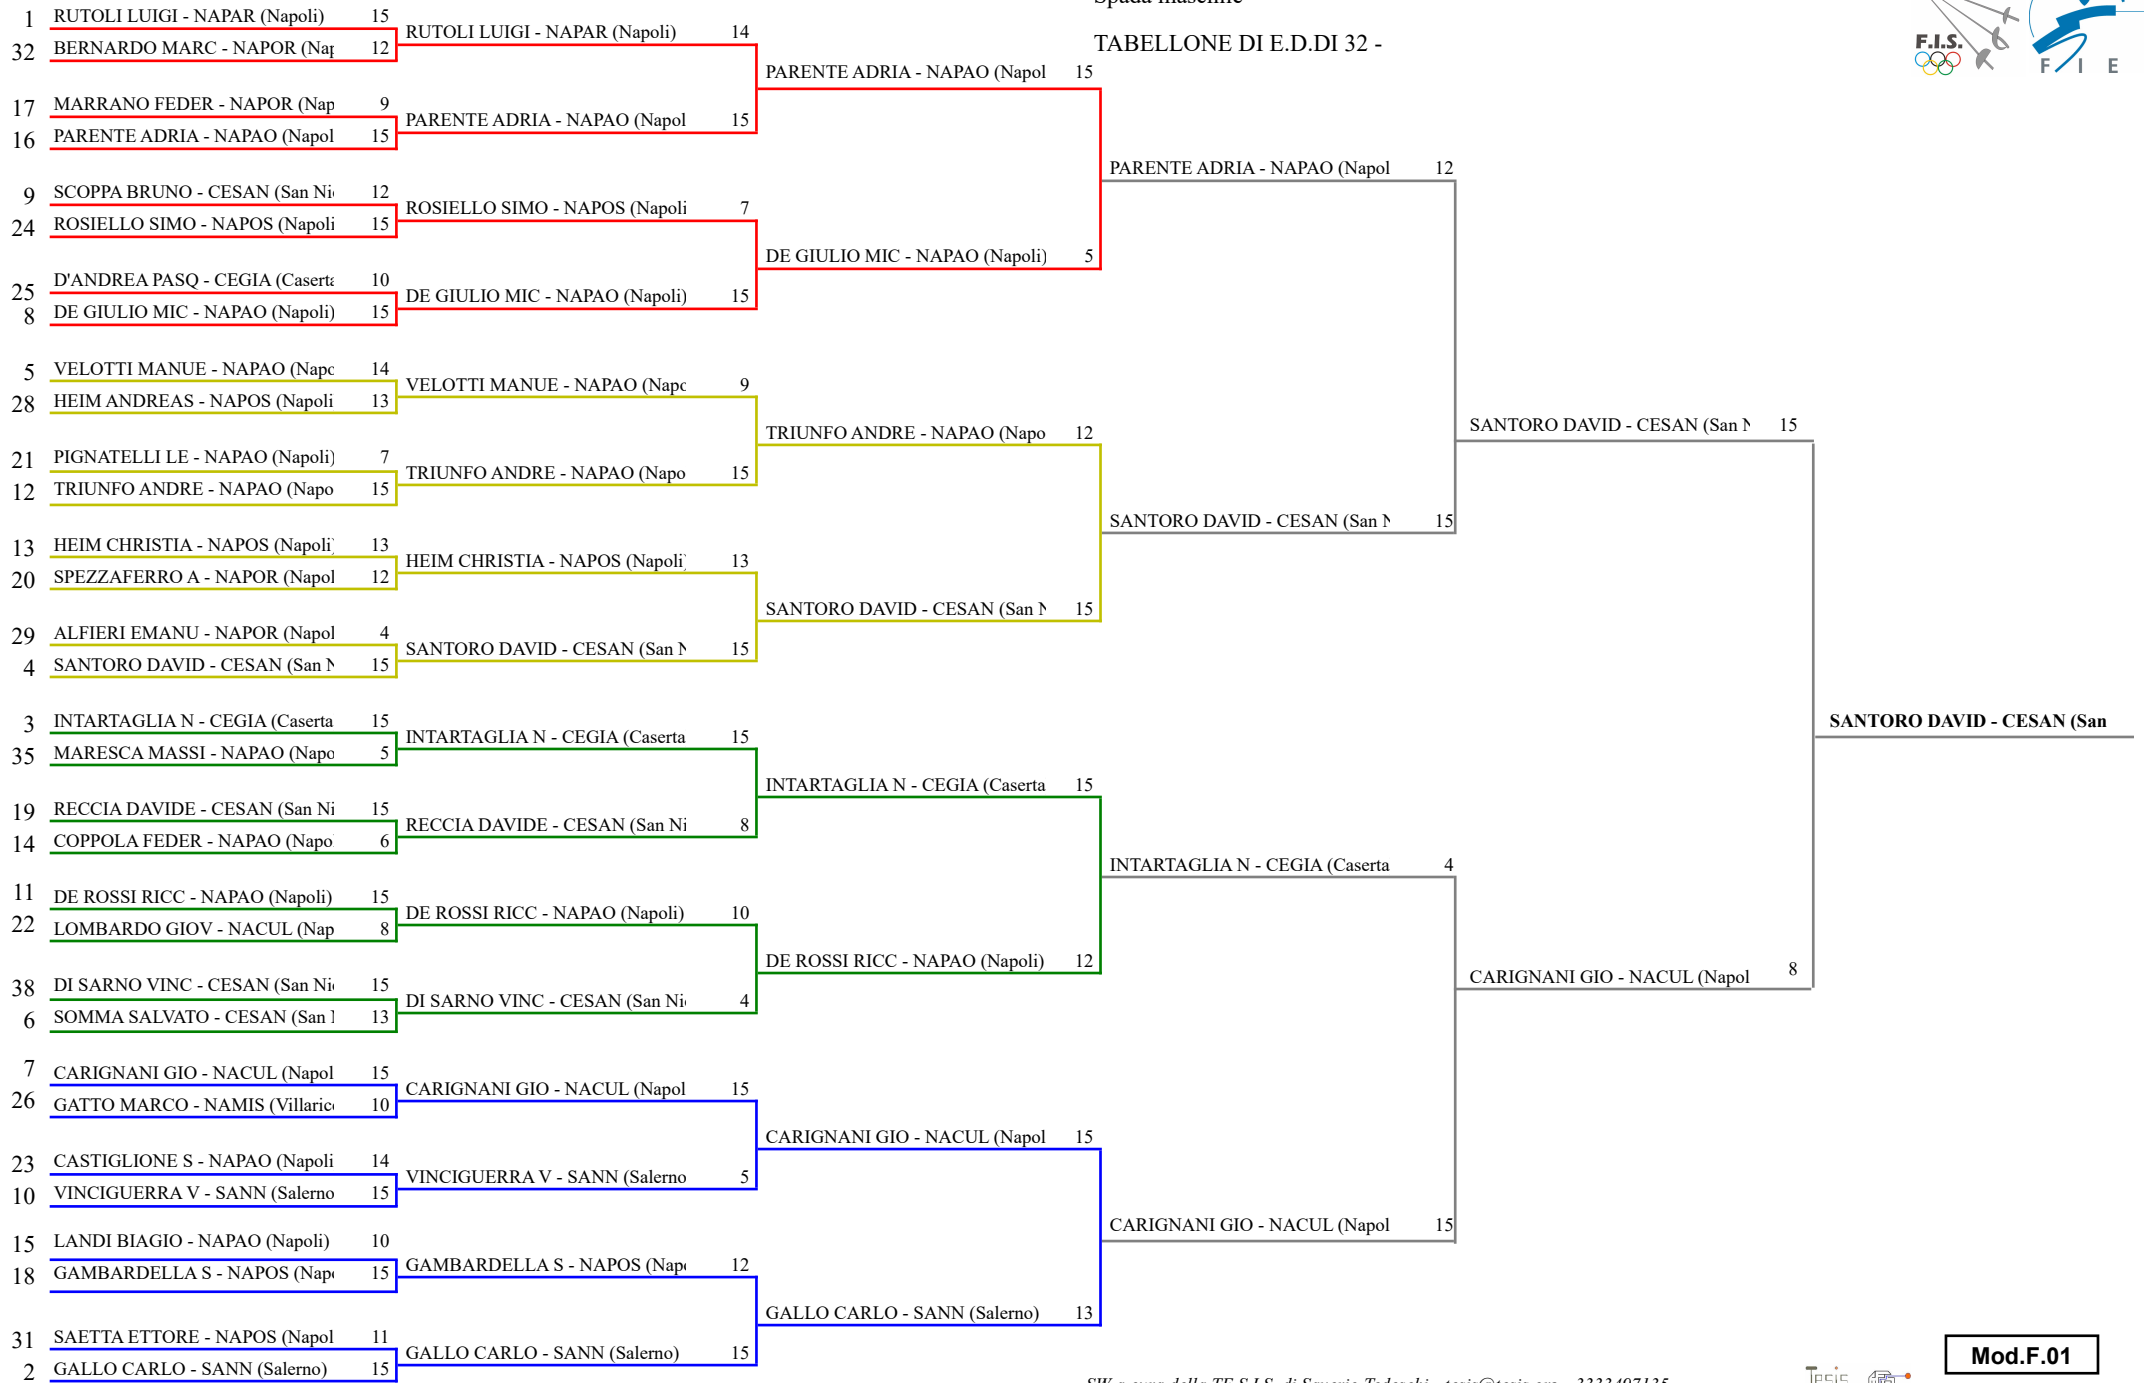 Spada maschile
TABELLONE DI E.D.DI 32 -
F.I.S.
F I E
1 RUTOLI LUIGI - NAPAR (Napoli) 15
32 BERNARDO MARC - NAPOR (Nap 12
17 MARRANO FEDER - NAPOR (Nap 9
16 PARENTE ADRIA - NAPAO (Napol 15
9 SCOPPA BRUNO - CESAN (San Ni 12
24 ROSIELLO SIMO - NAPOS (Napoli 15
25 D'ANDREA PASQ - CEGIA (Caserta 10
8 DE GIULIO MIC - NAPAO (Napoli) 15
5 VELOTTI MANUE - NAPAO (Napo 14
28 HEIM ANDREAS - NAPOS (Napoli 13
21 PIGNATELLI LE - NAPAO (Napoli) 7
12 TRIUNFO ANDRE - NAPAO (Napo 15
13 HEIM CHRISTIA - NAPOS (Napoli) 13
20 SPEZZAFERRO A - NAPOR (Napol 12
29 ALFIERI EMANU - NAPOR (Napol 4
4 SANTORO DAVID - CESAN (San N 15
3 INTARTAGLIA N - CEGIA (Caserta 15
35 MARESCA MASSI - NAPAO (Napo 5
19 RECCIA DAVIDE - CESAN (San Ni 15
14 COPPOLA FEDER - NAPAO (Napo 6
11 DE ROSSI RICC - NAPAO (Napoli) 15
22 LOMBARDO GIOV - NACUL (Nap 8
38 DI SARNO VINC - CESAN (San Ni 15
6 SOMMA SALVATO - CESAN (San 13
7 CARIGNANI GIO - NACUL (Napol 15
26 GATTO MARCO - NAMIS (Villaric 10
23 CASTIGLIONE S - NAPAO (Napoli 14
10 VINCIGUERRA V - SANN (Salerno 15
15 LANDI BIAGIO - NAPAO (Napoli) 10
18 GAMBARDELLA S - NAPOS (Nap 15
31 SAETTA ETTORE - NAPOS (Napol 11
2 GALLO CARLO - SANN (Salerno) 15
RUTOLI LUIGI - NAPAR (Napoli) 14
PARENTE ADRIA - NAPAO (Napol 15
ROSIELLO SIMO - NAPOS (Napoli 7
DE GIULIO MIC - NAPAO (Napoli) 15
VELOTTI MANUE - NAPAO (Napo 9
TRIUNFO ANDRE - NAPAO (Napo 15
HEIM CHRISTIA - NAPOS (Napoli) 13
SANTORO DAVID - CESAN (San N 15
INTARTAGLIA N - CEGIA (Caserta 15
RECCIA DAVIDE - CESAN (San Ni 8
DE ROSSI RICC - NAPAO (Napoli) 10
DI SARNO VINC - CESAN (San Ni 4
CARIGNANI GIO - NACUL (Napol 15
VINCIGUERRA V - SANN (Salerno 5
GAMBARDELLA S - NAPOS (Nap 12
GALLO CARLO - SANN (Salerno) 15
PARENTE ADRIA - NAPAO (Napol 15
DE GIULIO MIC - NAPAO (Napoli) 5
TRIUNFO ANDRE - NAPAO (Napo 12
SANTORO DAVID - CESAN (San N 15
INTARTAGLIA N - CEGIA (Caserta 15
DE ROSSI RICC - NAPAO (Napoli) 12
CARIGNANI GIO - NACUL (Napol 15
GALLO CARLO - SANN (Salerno) 13
PARENTE ADRIA - NAPAO (Napol 12
SANTORO DAVID - CESAN (San N 15
INTARTAGLIA N - CEGIA (Caserta 4
CARIGNANI GIO - NACUL (Napol 15
SANTORO DAVID - CESAN (San N 15
CARIGNANI GIO - NACUL (Napol 8
SANTORO DAVID - CESAN (San
Mod.F.01
SW a cura della TE.S.I.S. di Saverio Tedeschi - tesis@tesis.org - 3333407135
Tesis